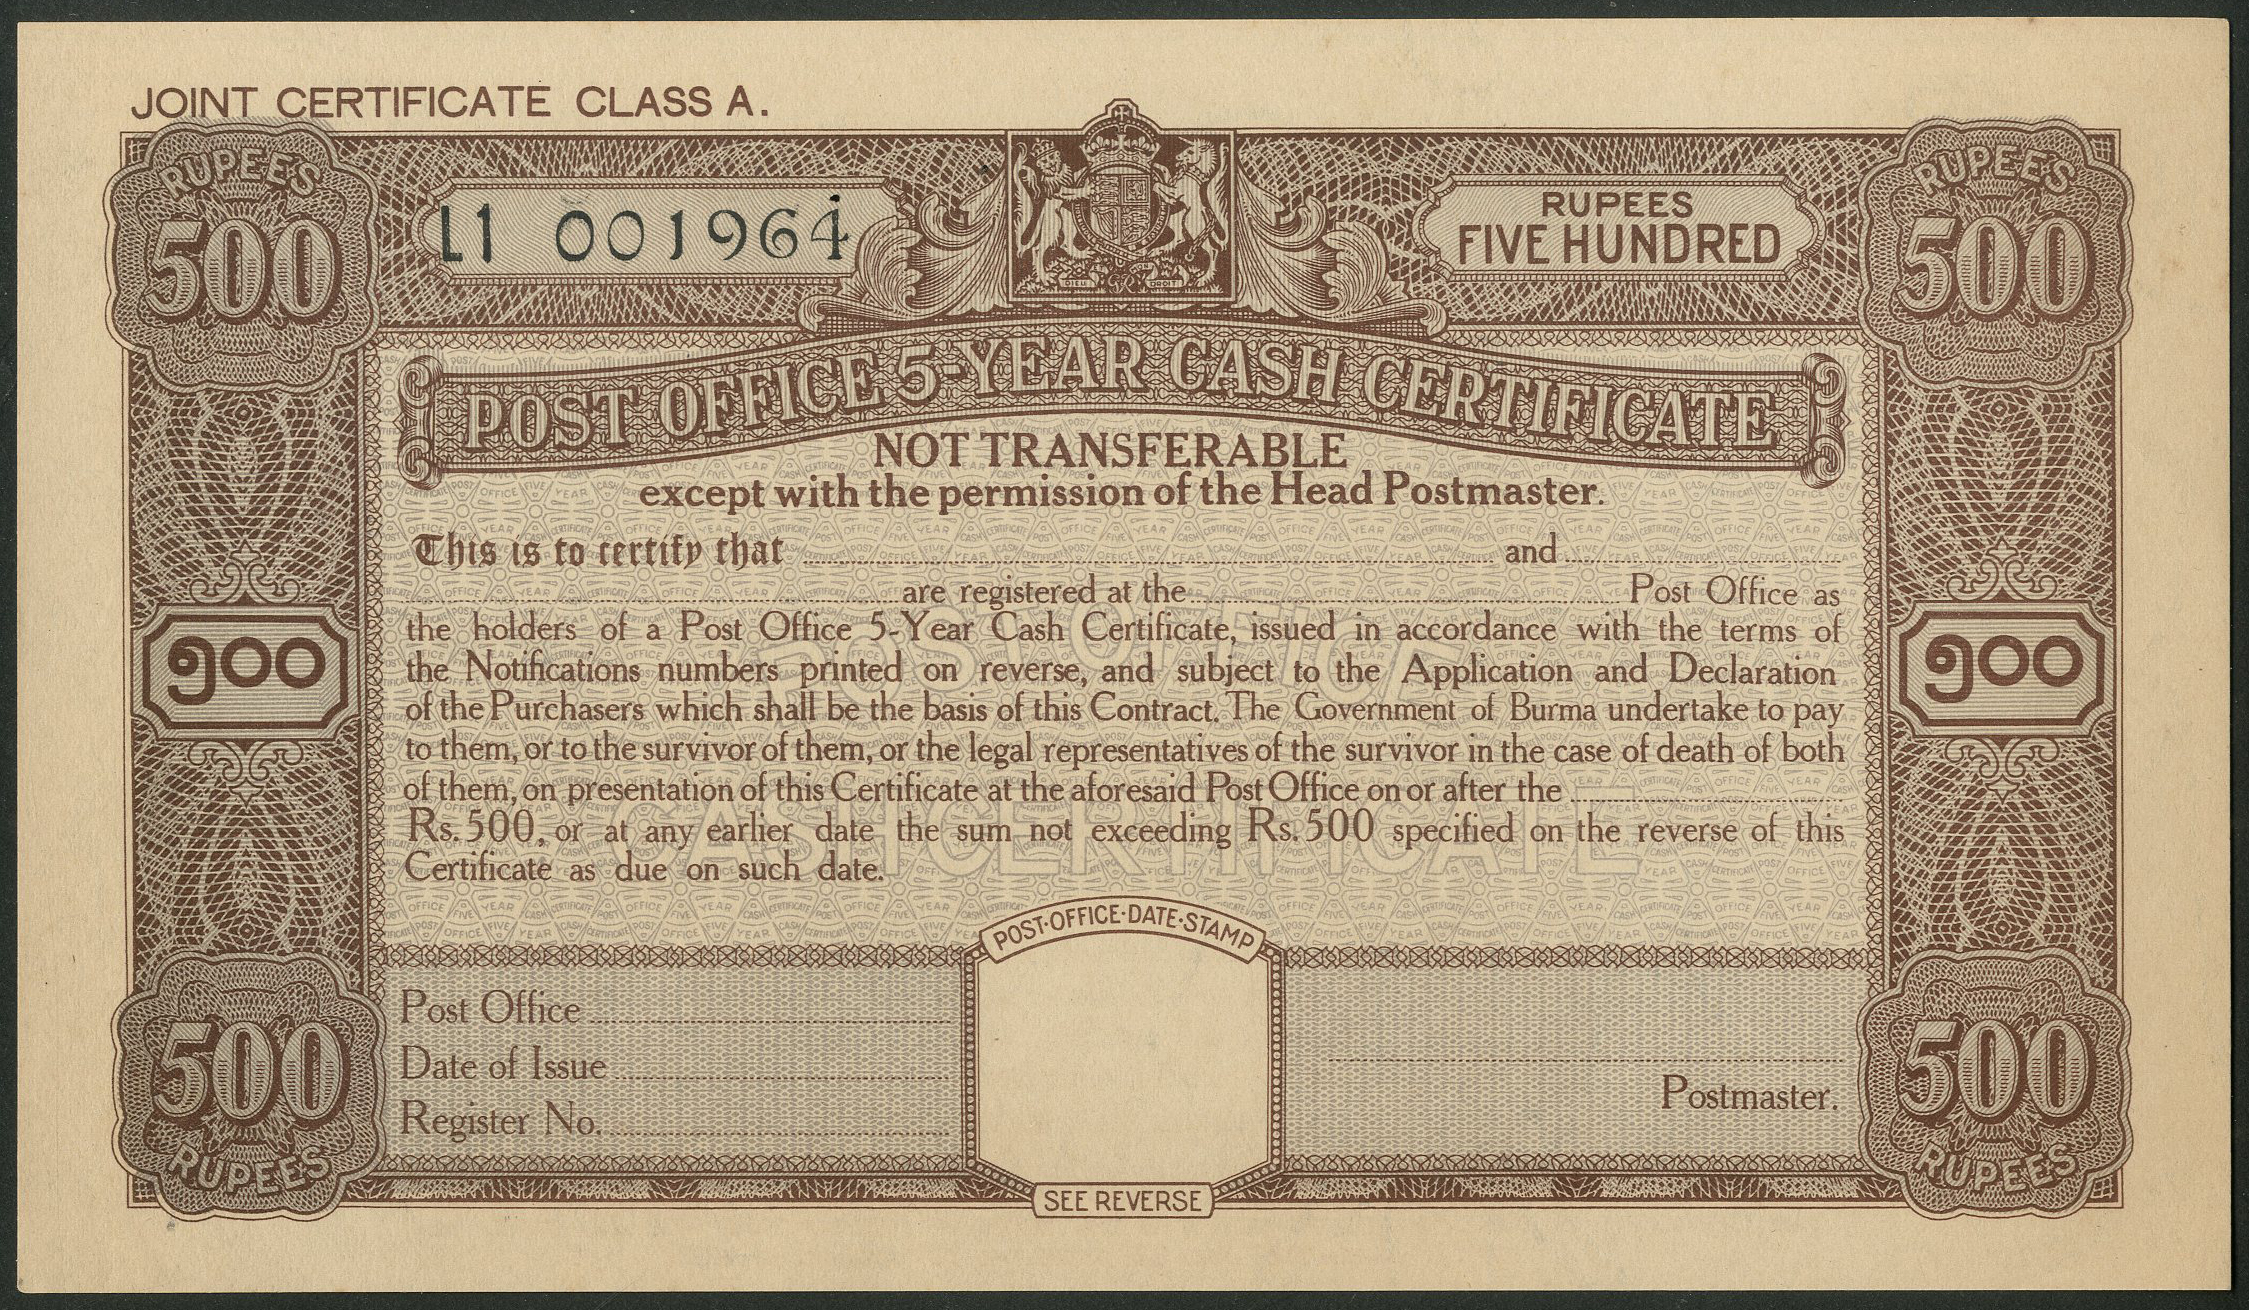 JOINT CERTIFICATE CLASS A.
RUPEES
500
L1 001964
DIEU DROIT
RUPEES
FIVE HUNDRED
RUPEES
500
POST OFFICE 5-YEAR CASH CERTIFICATE
NOT TRANSFERABLE
except with the permission of the Head Postmaster.
This is to certify that and
are registered at the Post Office as
the holders of a Post Office 5-Year Cash Certificate, issued in accordance with the terms of
the Notifications numbers printed on reverse, and subject to the Application and Declaration
of the Purchasers which shall be the basis of this Contract. The Government of Burma undertake to pay
to them, or to the survivor of them, or the legal representatives of the survivor in the case of death of both
of them, on presentation of this Certificate at the aforesaid Post Office on or after the
Rs. 500, or at any earlier date the sum not exceeding Rs. 500 specified on the reverse of this
Certificate as due on such date.
၅၀၀
၅၀၀
POST OFFICE
CASH CERTIFICATE
POST·OFFICE·DATE·STAMP
Post Office
Date of Issue
Register No.
Postmaster.
500
RUPEES
500
RUPEES
SEE REVERSE